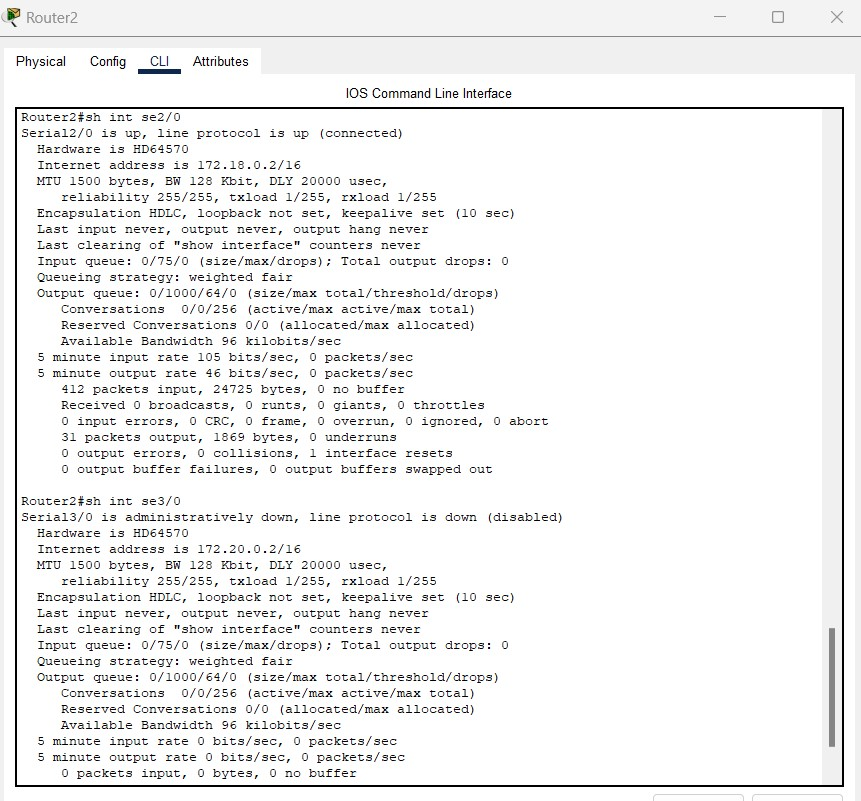 Router2
Physical Config CLI Attributes
IOS Command Line Interface
Router2#sh int se2/0
Serial2/0 is up, line protocol is up (connected)
Hardware is HD64570
Internet address is 172.18.0.2/16
MTU 1500 bytes, BW 128 Kbit, DLY 20000 usec,
reliability 255/255, txload 1/255, rxload 1/255
Encapsulation HDLC, loopback not set, keepalive set (10 sec)
Last input never, output never, output hang never
Last clearing of "show interface" counters never
Input queue: 0/75/0 (size/max/drops); Total output drops: 0
Queueing strategy: weighted fair
Output queue: 0/1000/64/0 (size/max total/threshold/drops)
Conversations  0/0/256 (active/max active/max total)
Reserved Conversations 0/0 (allocated/max allocated)
Available Bandwidth 96 kilobits/sec
5 minute input rate 105 bits/sec, 0 packets/sec
5 minute output rate 46 bits/sec, 0 packets/sec
412 packets input, 24725 bytes, 0 no buffer
Received 0 broadcasts, 0 runts, 0 giants, 0 throttles
0 input errors, 0 CRC, 0 frame, 0 overrun, 0 ignored, 0 abort
31 packets output, 1869 bytes, 0 underruns
0 output errors, 0 collisions, 1 interface resets
0 output buffer failures, 0 output buffers swapped out
Router2#sh int se3/0
Serial3/0 is administratively down, line protocol is down (disabled)
Hardware is HD64570
Internet address is 172.20.0.2/16
MTU 1500 bytes, BW 128 Kbit, DLY 20000 usec,
reliability 255/255, txload 1/255, rxload 1/255
Encapsulation HDLC, loopback not set, keepalive set (10 sec)
Last input never, output never, output hang never
Last clearing of "show interface" counters never
Input queue: 0/75/0 (size/max/drops); Total output drops: 0
Queueing strategy: weighted fair
Output queue: 0/1000/64/0 (size/max total/threshold/drops)
Conversations  0/0/256 (active/max active/max total)
Reserved Conversations 0/0 (allocated/max allocated)
Available Bandwidth 96 kilobits/sec
5 minute input rate 0 bits/sec, 0 packets/sec
5 minute output rate 0 bits/sec, 0 packets/sec
0 packets input, 0 bytes, 0 no buffer